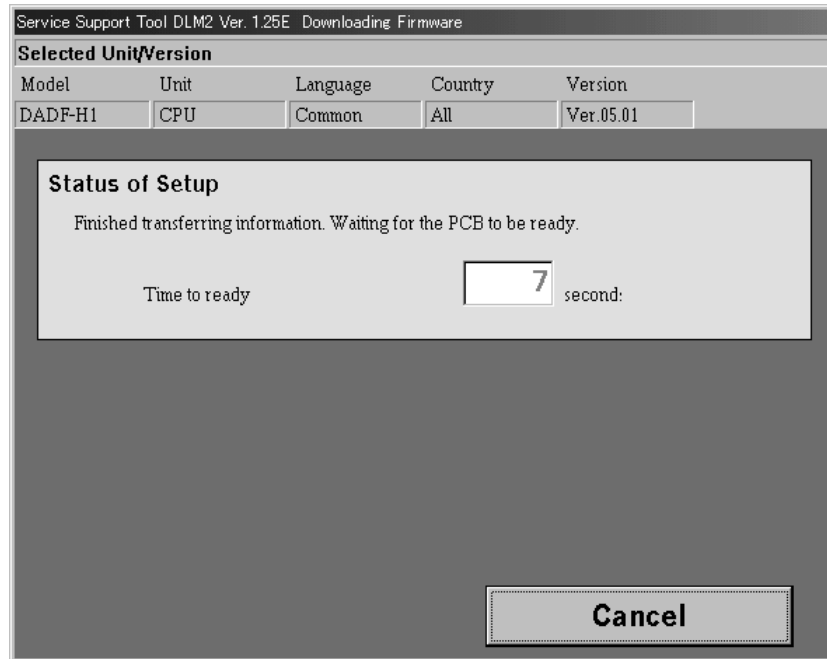 Service Support Tool DLM2 Ver. 1.25E Downloading Firmware
Selected Unit/Version
Model Unit Language Country Version
DADF-H1 CPU Common All Ver.05.01
Status of Setup
Finished transferring information. Waiting for the PCB to be ready.
Time to ready 7 second:
Cancel